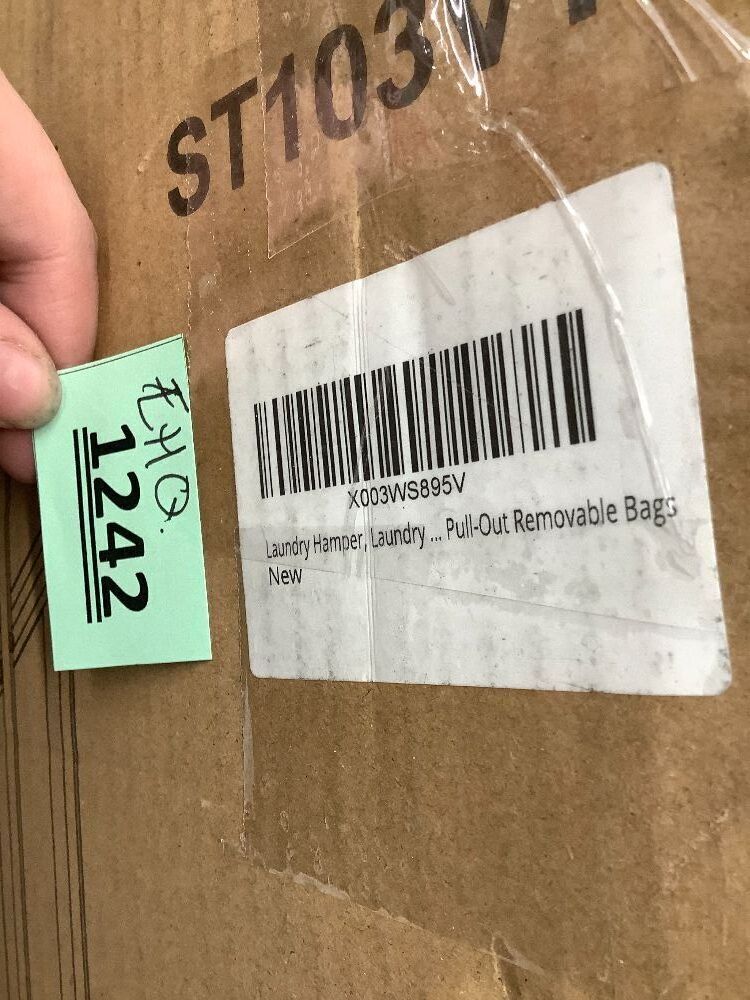 ST103V
X003WS895V
Laundry Hamper, Laundry ... Pull-Out Removable Bags
New
EHQ.
1242